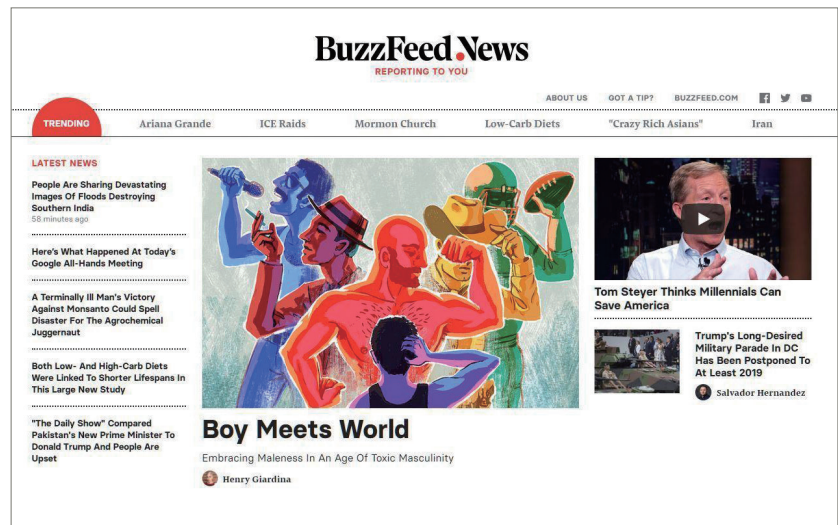 BuzzFeed News
REPORTING TO YOU
ABOUT US GOT A TIP? BUZZFEED.COM
TRENDING Ariana Grande ICE Raids Mormon Church Low-Carb Diets "Crazy Rich Asians" Iran
LATEST NEWS
People Are Sharing Devastating
Images Of Floods Destroying
Southern India
58 minutes ago
Here's What Happened At Today's
Google All-Hands Meeting
A Terminally Ill Man's Victory
Against Monsanto Could Spell
Disaster For The Agrochemical
Juggernaut
Both Low- And High-Carb Diets
Were Linked To Shorter Lifespans In
This Large New Study
"The Daily Show" Compared
Pakistan's New Prime Minister To
Donald Trump And People Are
Upset
Boy Meets World
Embracing Maleness In An Age Of Toxic Masculinity
Henry Giardina
Tom Steyer Thinks Millennials Can
Save America
Trump's Long-Desired
Military Parade In DC
Has Been Postponed To
At Least 2019
Salvador Hernandez